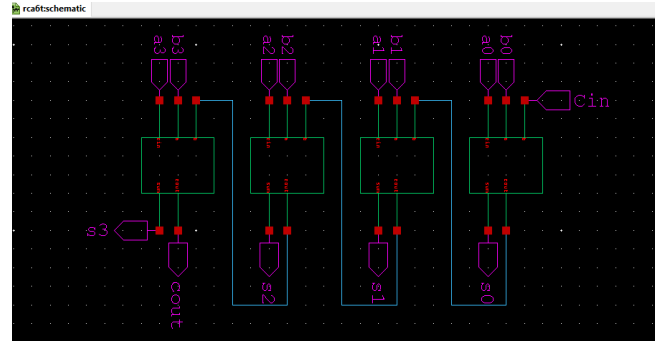 rca6t:schematic
a3 b3 a2 b2 a1 b1 a0 b0
Cin
s3
cout s2 s1 s0